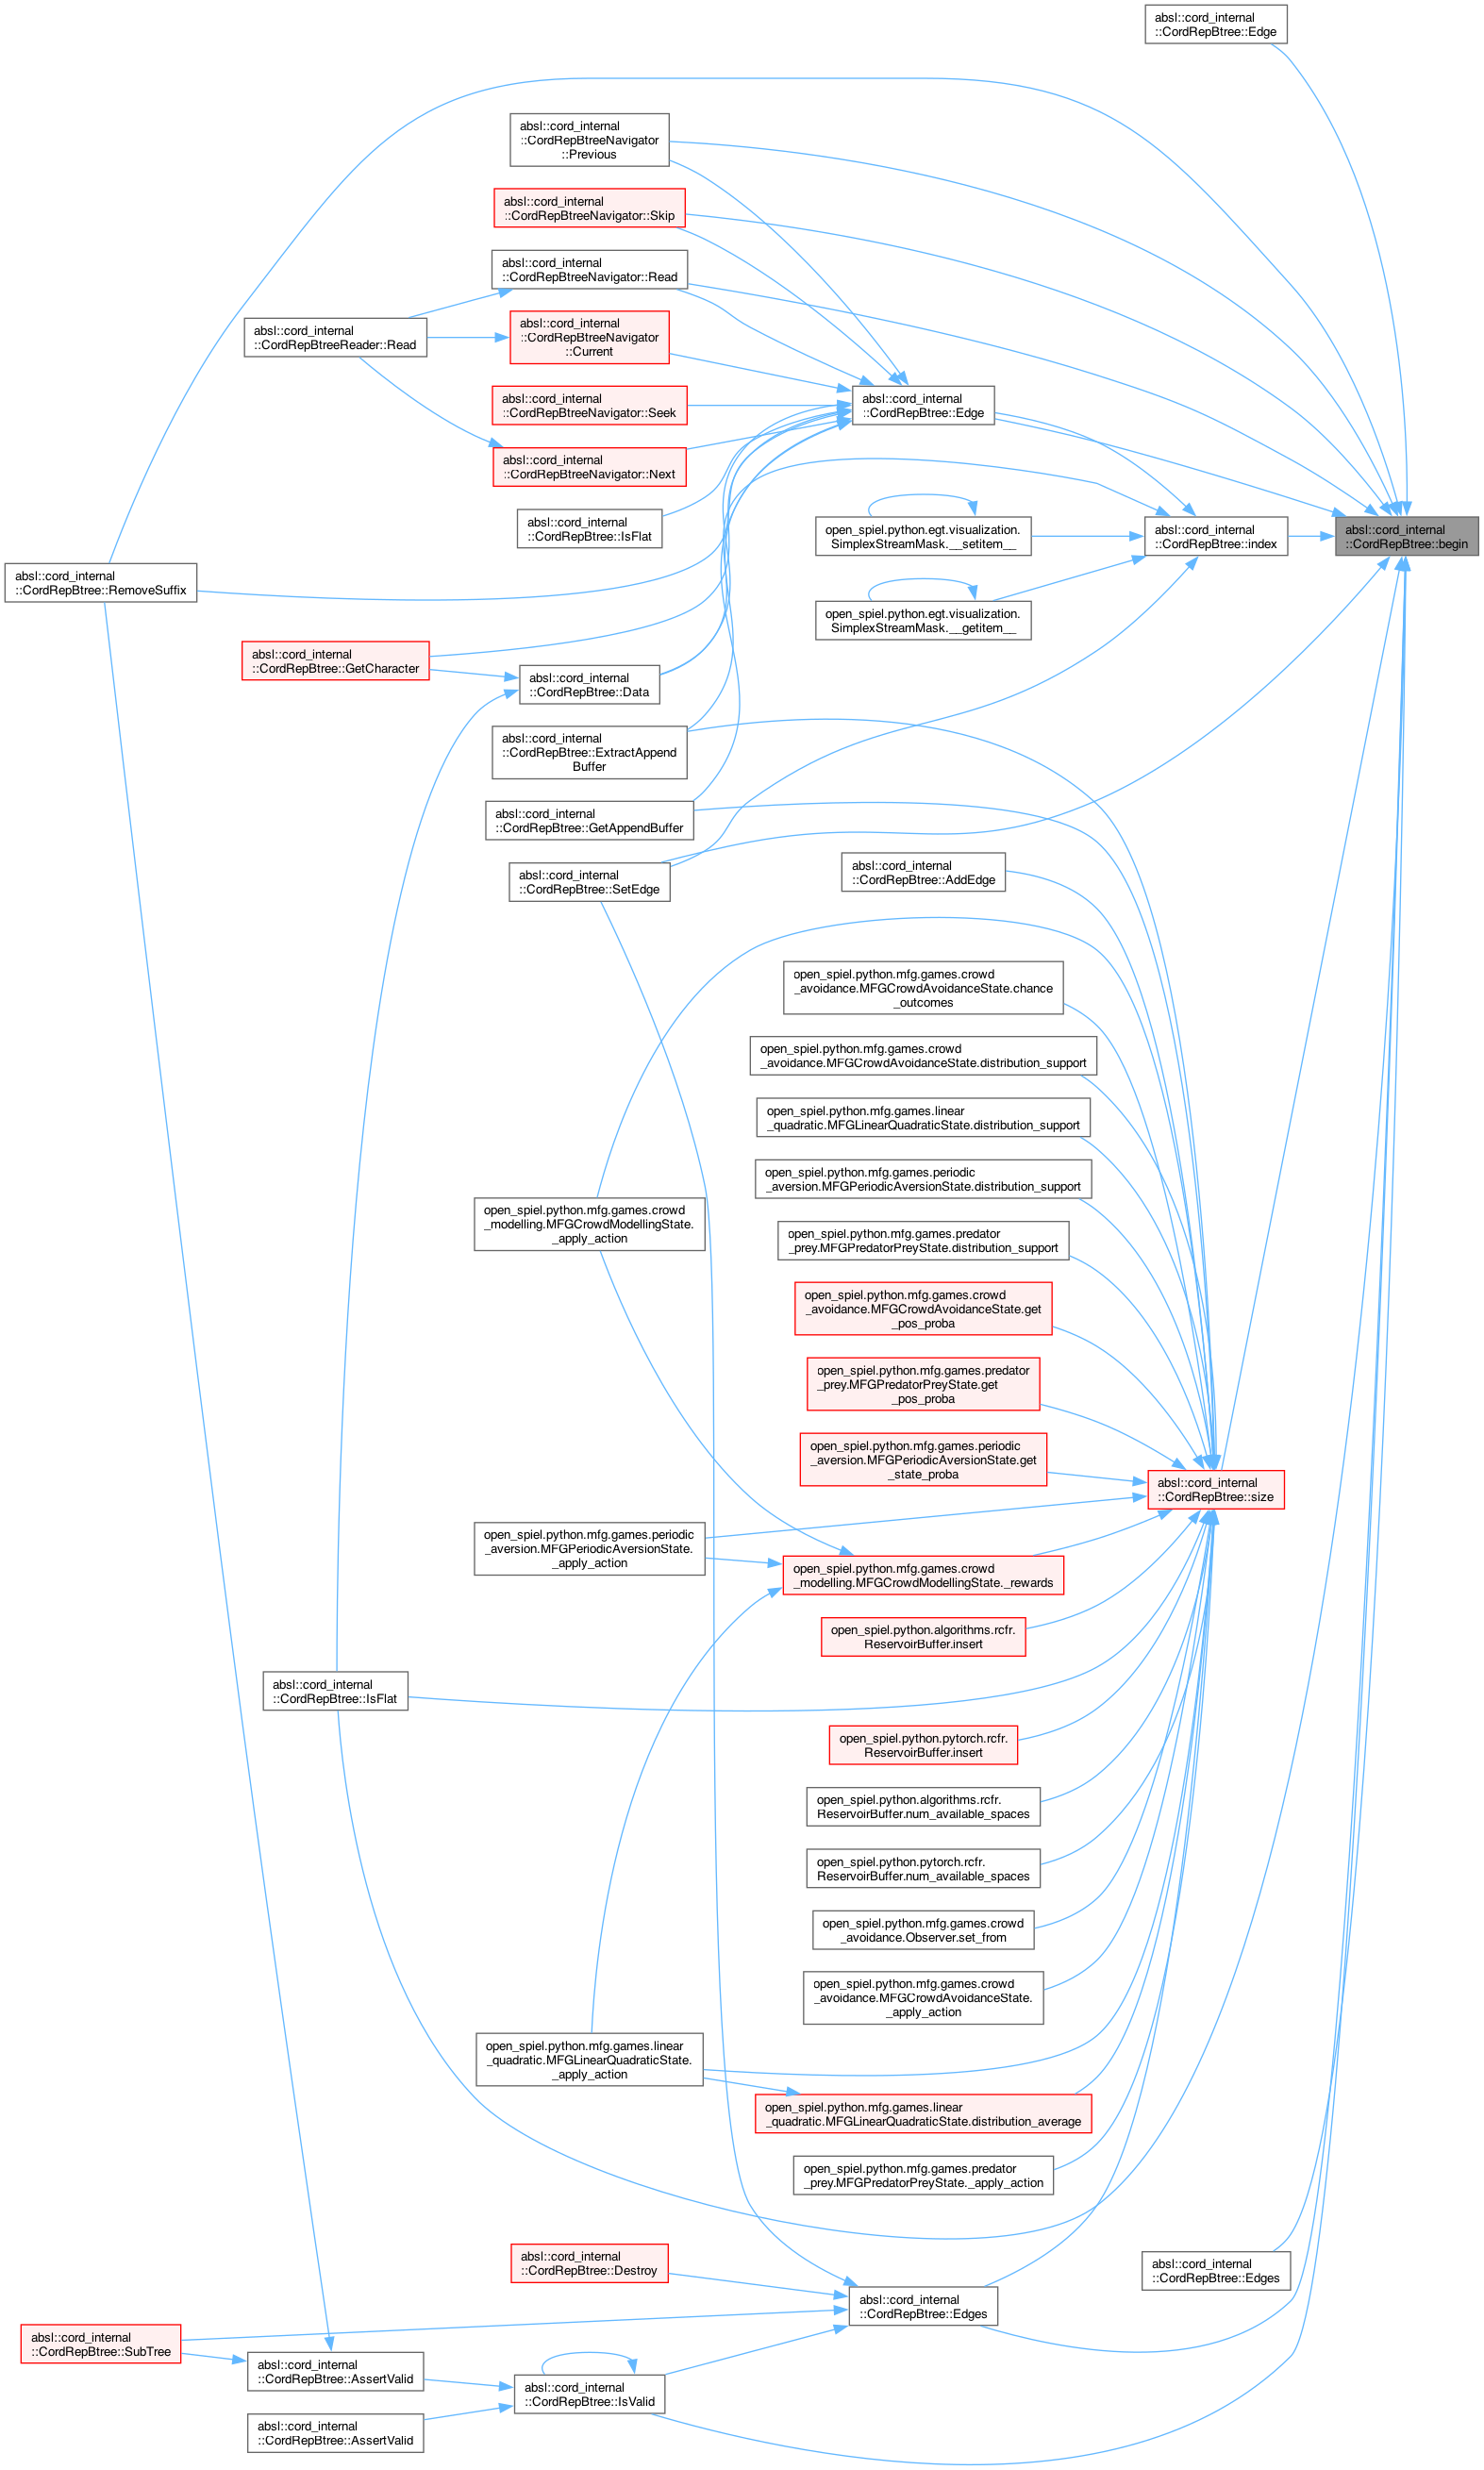 absl::cord_internal
::CordRepBtree::Edge
absl::cord_internal
::CordRepBtreeNavigator
::Previous
absl::cord_internal
::CordRepBtreeNavigator::Skip
absl::cord_internal
::CordRepBtreeNavigator::Read
absl::cord_internal
::CordRepBtreeReader::Read
absl::cord_internal
::CordRepBtreeNavigator
::Current
absl::cord_internal
::CordRepBtreeNavigator::Seek
absl::cord_internal
::CordRepBtree::Edge
absl::cord_internal
::CordRepBtreeNavigator::Next
absl::cord_internal
::CordRepBtree::IsFlat
open_spiel.python.egt.visualization.
SimplexStreamMask.__setitem__
absl::cord_internal
::CordRepBtree::index
absl::cord_internal
::CordRepBtree::begin
absl::cord_internal
::CordRepBtree::RemoveSuffix
open_spiel.python.egt.visualization.
SimplexStreamMask.__getitem__
absl::cord_internal
::CordRepBtree::GetCharacter
absl::cord_internal
::CordRepBtree::Data
absl::cord_internal
::CordRepBtree::ExtractAppend
Buffer
absl::cord_internal
::CordRepBtree::GetAppendBuffer
absl::cord_internal
::CordRepBtree::SetEdge
absl::cord_internal
::CordRepBtree::AddEdge
open_spiel.python.mfg.games.crowd
_avoidance.MFGCrowdAvoidanceState.chance
_outcomes
open_spiel.python.mfg.games.crowd
_avoidance.MFGCrowdAvoidanceState.distribution_support
open_spiel.python.mfg.games.linear
_quadratic.MFGLinearQuadraticState.distribution_support
open_spiel.python.mfg.games.periodic
_aversion.MFGPeriodicAversionState.distribution_support
open_spiel.python.mfg.games.crowd
_modelling.MFGCrowdModellingState.
_apply_action
open_spiel.python.mfg.games.predator
_prey.MFGPredatorPreyState.distribution_support
open_spiel.python.mfg.games.crowd
_avoidance.MFGCrowdAvoidanceState.get
_pos_proba
open_spiel.python.mfg.games.predator
_prey.MFGPredatorPreyState.get
_pos_proba
open_spiel.python.mfg.games.periodic
_aversion.MFGPeriodicAversionState.get
_state_proba
absl::cord_internal
::CordRepBtree::size
open_spiel.python.mfg.games.periodic
_aversion.MFGPeriodicAversionState.
_apply_action
open_spiel.python.mfg.games.crowd
_modelling.MFGCrowdModellingState._rewards
open_spiel.python.algorithms.rcfr.
ReservoirBuffer.insert
absl::cord_internal
::CordRepBtree::IsFlat
open_spiel.python.pytorch.rcfr.
ReservoirBuffer.insert
open_spiel.python.algorithms.rcfr.
ReservoirBuffer.num_available_spaces
open_spiel.python.pytorch.rcfr.
ReservoirBuffer.num_available_spaces
open_spiel.python.mfg.games.crowd
_avoidance.Observer.set_from
open_spiel.python.mfg.games.crowd
_avoidance.MFGCrowdAvoidanceState.
_apply_action
open_spiel.python.mfg.games.linear
_quadratic.MFGLinearQuadraticState.
_apply_action
open_spiel.python.mfg.games.linear
_quadratic.MFGLinearQuadraticState.distribution_average
open_spiel.python.mfg.games.predator
_prey.MFGPredatorPreyState._apply_action
absl::cord_internal
::CordRepBtree::Destroy
absl::cord_internal
::CordRepBtree::Edges
absl::cord_internal
::CordRepBtree::Edges
absl::cord_internal
::CordRepBtree::SubTree
absl::cord_internal
::CordRepBtree::AssertValid
absl::cord_internal
::CordRepBtree::IsValid
absl::cord_internal
::CordRepBtree::AssertValid